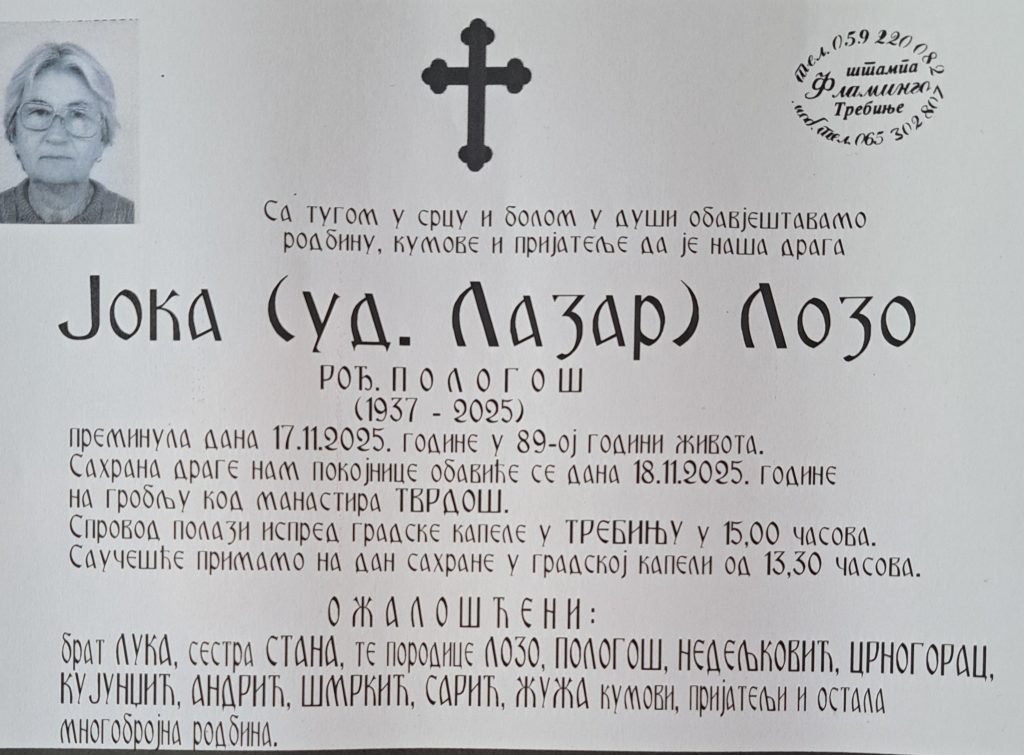 тел. 059 220 082
штампа
Фламинго
Требиње
моб. тел. 065 302 807
Са тугом у срцу и болом у души обавјештавамо
родбину, кумове и пријатеље да је наша драга
Јока (уд. Лазар) Лозо
РОЂ. ПОЛОГОШ
(1937 - 2025)
преминула дана 17.11.2025. године у 89-ој години живота.
Сахрана драге нам покојнице обавиће се дана 18.11.2025. године
на гробљу код манастира ТВРДОШ.
Спровод полази испред градске капеле у ТРЕБИЊУ у 15,00 часова.
Саучешће примамо на дан сахране у градској капели од 13,30 часова.
ОЖАЛОШЋЕНИ:
брат ЛУКА, сестра СТАНА, те породице ЛОЗО, ПОЛОГОШ, НЕДЕЉКОВИЋ, ЦРНОГОРАЦ,
КУЈУНЏИЋ, АНДРИЋ, ШМРКИЋ, САРИЋ, ЖУЖА кумови, пријатељи и остала
многобројна родбина.